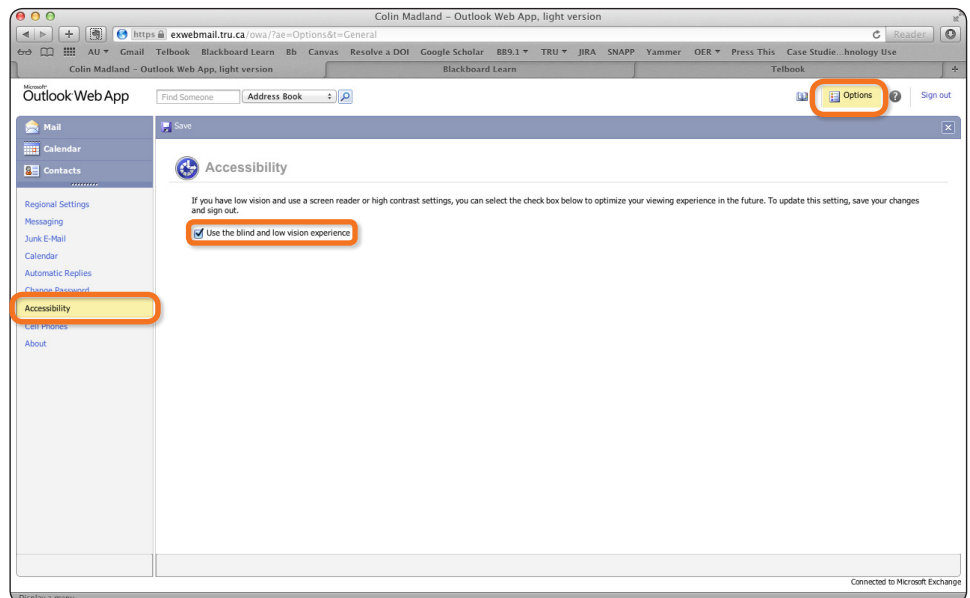 Colin Madland – Outlook Web App, light version
https exwebmail.tru.ca/owa/?ae=Options&t=General
Reader
AU Gmail Telbook Blackboard Learn Bb Canvas Resolve a DOI Google Scholar BB9.1 TRU JIRA SNAPP Yammer OER Press This Case Studie...hnology Use
Colin Madland – Outlook Web App, light version Blackboard Learn Telbook
Microsoft
Outlook Web App Find Someone Address Book Options Sign out
Mail Save
Calendar
Contacts
Accessibility
If you have low vision and use a screen reader or high contrast settings, you can select the check box below to optimize your viewing experience in the future. To update this setting, save your changes
and sign out.
Use the blind and low vision experience
Regional Settings
Messaging
Junk E-Mail
Calendar
Automatic Replies
Change Password
Accessibility
Cell Phones
About
Connected to Microsoft Exchange
Display a menu